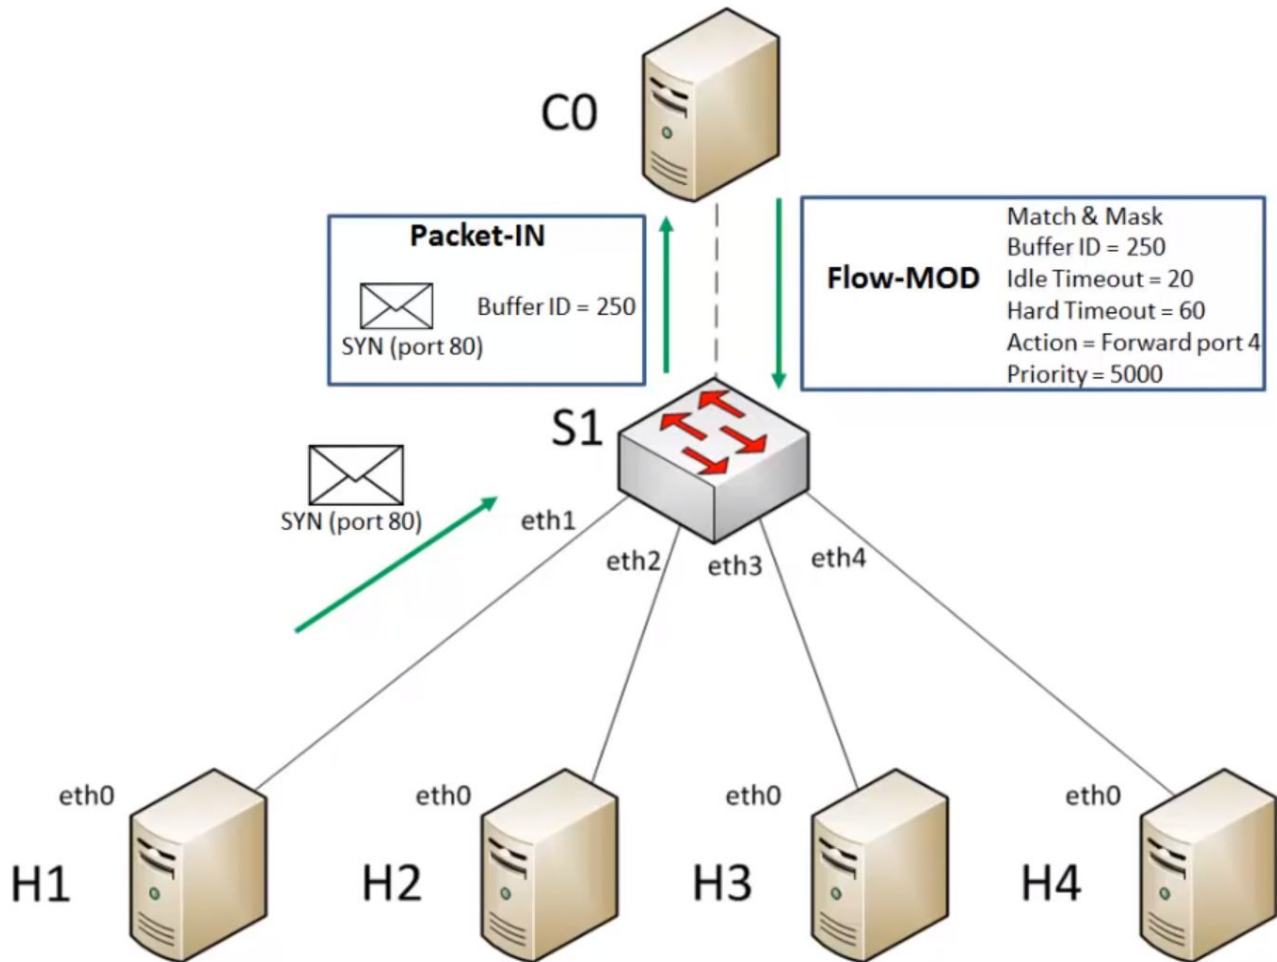 C0
Packet-IN
Buffer ID = 250
SYN (port 80)
Flow-MOD
Match & Mask
Buffer ID = 250
Idle Timeout = 20
Hard Timeout = 60
Action = Forward port 4
Priority = 5000
S1
SYN (port 80)
eth1
eth2
eth3
eth4
eth0
eth0
eth0
eth0
H1
H2
H3
H4